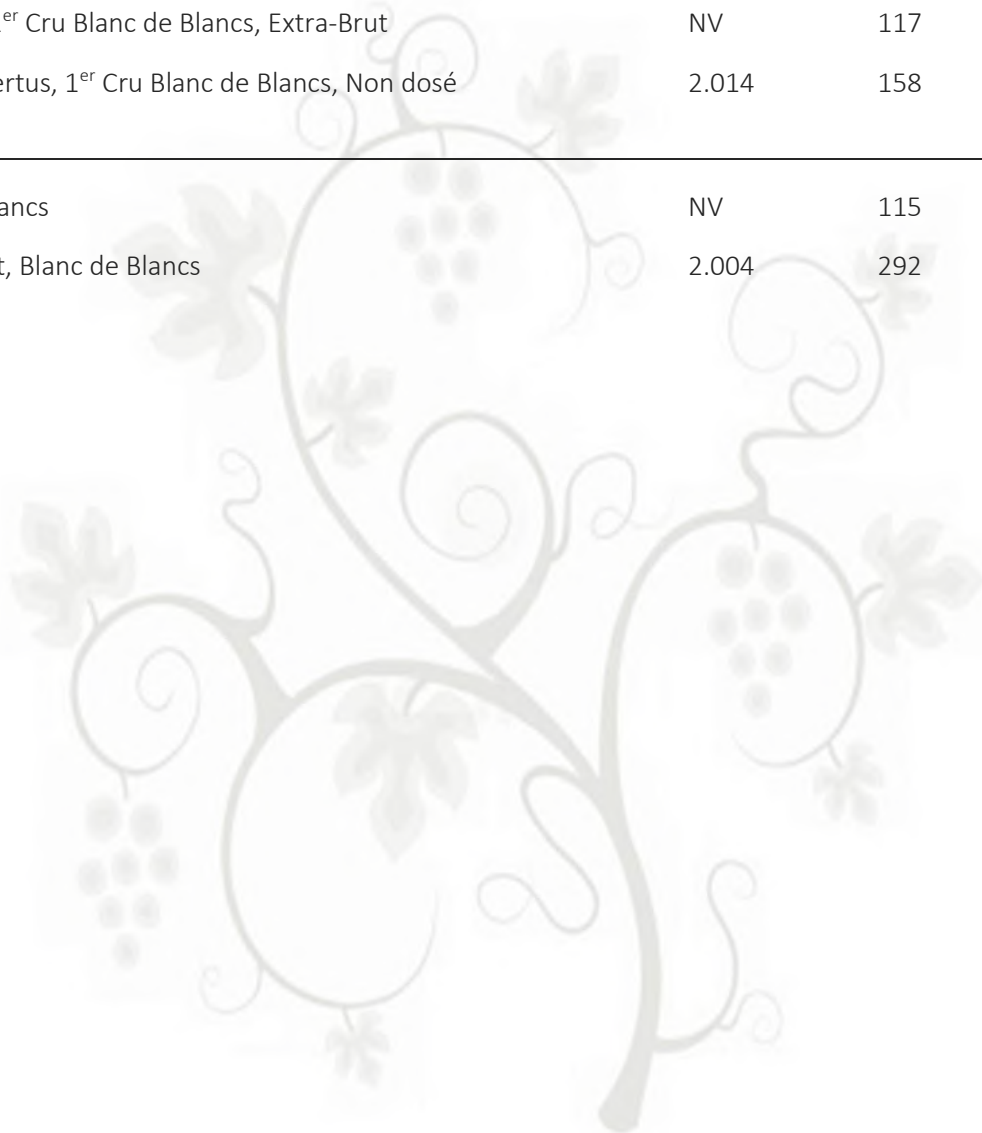 1er Cru Blanc de Blancs, Extra-Brut NV 117
ertus, 1er Cru Blanc de Blancs, Non dosé 2.014 158
ancs NV 115
t, Blanc de Blancs 2.004 292